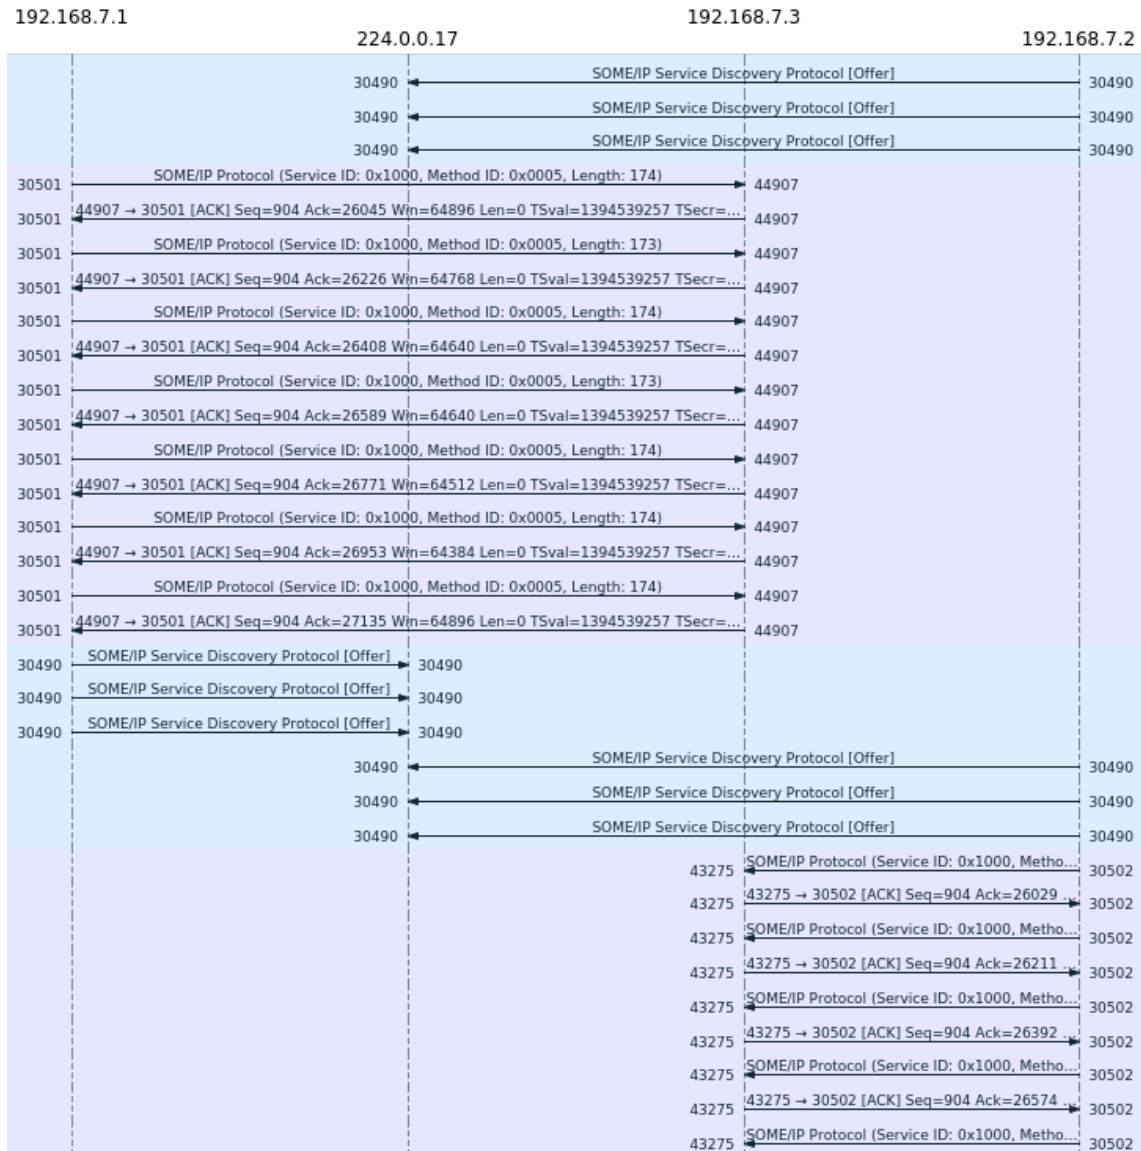 192.168.7.1 192.168.7.3
224.0.0.17 192.168.7.2
30490 SOME/IP Service Discovery Protocol [Offer] 30490
30490 SOME/IP Service Discovery Protocol [Offer] 30490
30490 SOME/IP Service Discovery Protocol [Offer] 30490
30501 SOME/IP Protocol (Service ID: 0x1000, Method ID: 0x0005, Length: 174) 44907
30501 44907 → 30501 [ACK] Seq=904 Ack=26045 Win=64896 Len=0 TSval=1394539257 TSecr=... 44907
30501 SOME/IP Protocol (Service ID: 0x1000, Method ID: 0x0005, Length: 173) 44907
30501 44907 → 30501 [ACK] Seq=904 Ack=26226 Win=64768 Len=0 TSval=1394539257 TSecr=... 44907
30501 SOME/IP Protocol (Service ID: 0x1000, Method ID: 0x0005, Length: 174) 44907
30501 44907 → 30501 [ACK] Seq=904 Ack=26408 Win=64640 Len=0 TSval=1394539257 TSecr=... 44907
30501 SOME/IP Protocol (Service ID: 0x1000, Method ID: 0x0005, Length: 173) 44907
30501 44907 → 30501 [ACK] Seq=904 Ack=26589 Win=64640 Len=0 TSval=1394539257 TSecr=... 44907
30501 SOME/IP Protocol (Service ID: 0x1000, Method ID: 0x0005, Length: 174) 44907
30501 44907 → 30501 [ACK] Seq=904 Ack=26771 Win=64512 Len=0 TSval=1394539257 TSecr=... 44907
30501 SOME/IP Protocol (Service ID: 0x1000, Method ID: 0x0005, Length: 174) 44907
30501 44907 → 30501 [ACK] Seq=904 Ack=26953 Win=64384 Len=0 TSval=1394539257 TSecr=... 44907
30501 SOME/IP Protocol (Service ID: 0x1000, Method ID: 0x0005, Length: 174) 44907
30501 44907 → 30501 [ACK] Seq=904 Ack=27135 Win=64896 Len=0 TSval=1394539257 TSecr=... 44907
30490 SOME/IP Service Discovery Protocol [Offer] 30490
30490 SOME/IP Service Discovery Protocol [Offer] 30490
30490 SOME/IP Service Discovery Protocol [Offer] 30490
30490 SOME/IP Service Discovery Protocol [Offer] 30490
30490 SOME/IP Service Discovery Protocol [Offer] 30490
30490 SOME/IP Service Discovery Protocol [Offer] 30490
43275 SOME/IP Protocol (Service ID: 0x1000, Metho... 30502
43275 43275 → 30502 [ACK] Seq=904 Ack=26029 ... 30502
43275 SOME/IP Protocol (Service ID: 0x1000, Metho... 30502
43275 43275 → 30502 [ACK] Seq=904 Ack=26211 ... 30502
43275 SOME/IP Protocol (Service ID: 0x1000, Metho... 30502
43275 43275 → 30502 [ACK] Seq=904 Ack=26392 ... 30502
43275 SOME/IP Protocol (Service ID: 0x1000, Metho... 30502
43275 43275 → 30502 [ACK] Seq=904 Ack=26574 ... 30502
43275 SOME/IP Protocol (Service ID: 0x1000, Metho... 30502